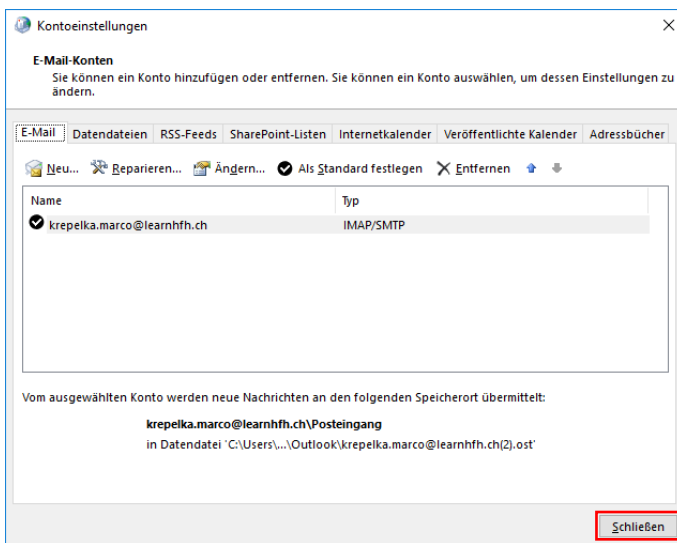 Kontoeinstellungen
E-Mail-Konten
Sie können ein Konto hinzufügen oder entfernen. Sie können ein Konto auswählen, um dessen Einstellungen zu
ändern.
E-Mail Datendateien RSS-Feeds SharePoint-Listen Internetkalender Veröffentlichte Kalender Adressbücher
Neu... Reparieren... Ändern... Als Standard festlegen Entfernen
Name Typ
krepelka.marco@learnhfh.ch IMAP/SMTP
Vom ausgewählten Konto werden neue Nachrichten an den folgenden Speicherort übermittelt:
krepelka.marco@learnhfh.ch\Posteingang
in Datendatei 'C:\Users\...\Outlook\krepelka.marco@learnhfh.ch(2).ost'
Schließen